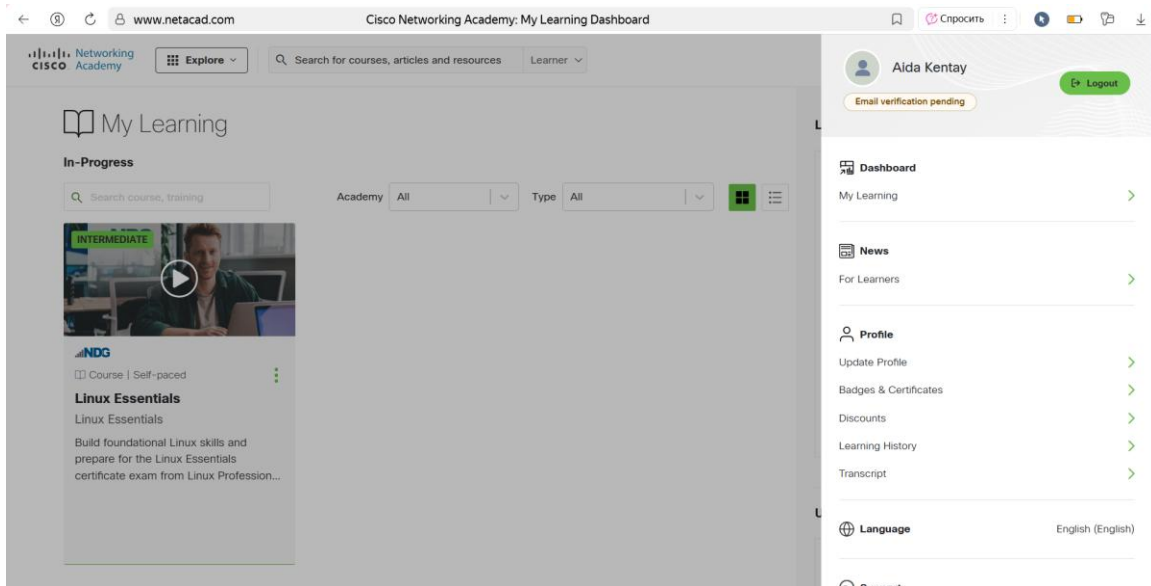 www.netacad.com
Cisco Networking Academy: My Learning Dashboard
Спросить
CISCO Networking Academy
Explore
Search for courses, articles and resources
Learner
My Learning
In-Progress
Search course, training
Academy
All
Type
All
INTERMEDIATE
NDG
Course | Self-paced
Linux Essentials
Linux Essentials
Build foundational Linux skills and
prepare for the Linux Essentials
certificate exam from Linux Profession...
Aida Kentay
Logout
Email verification pending
Dashboard
My Learning
News
For Learners
Profile
Update Profile
Badges & Certificates
Discounts
Learning History
Transcript
Language
English (English)